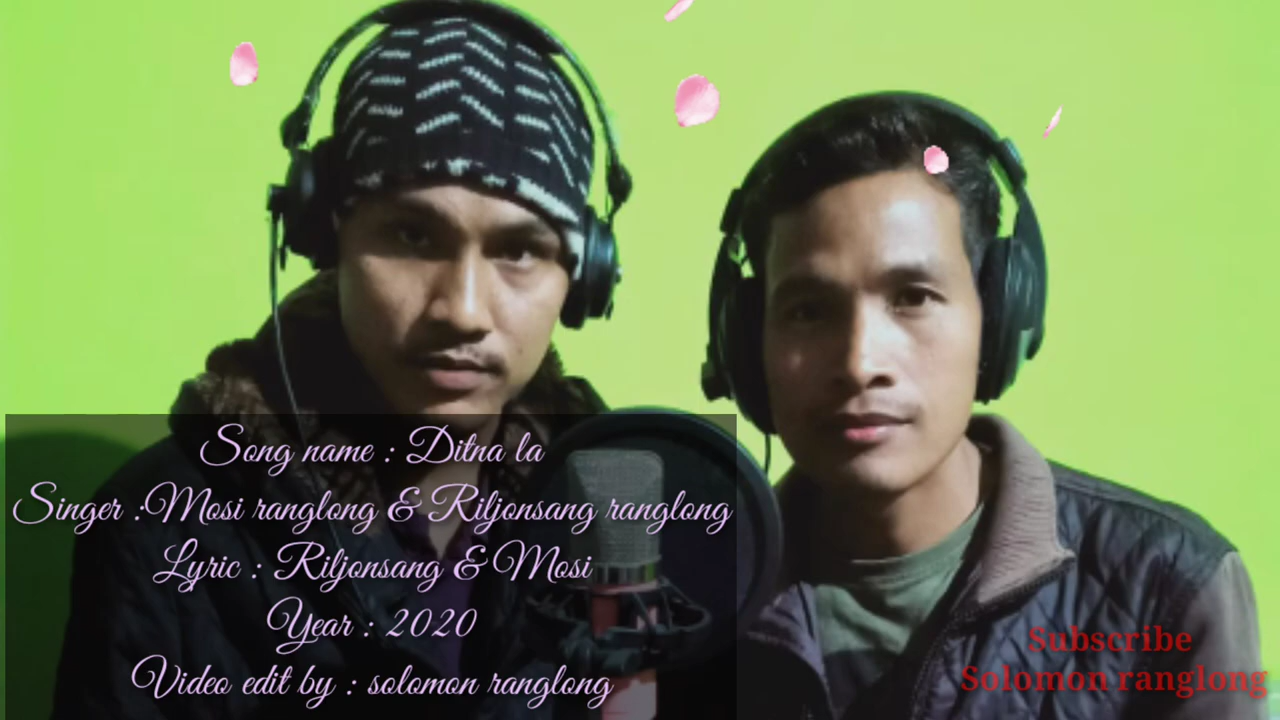 Song name : Ditna la
Singer :Mosi ranglong & Riljonsang ranglong
Lyric : Riljonsang & Mosi
Year : 2020
Video edit by : solomon ranglong
Subscribe
Solomon ranglong